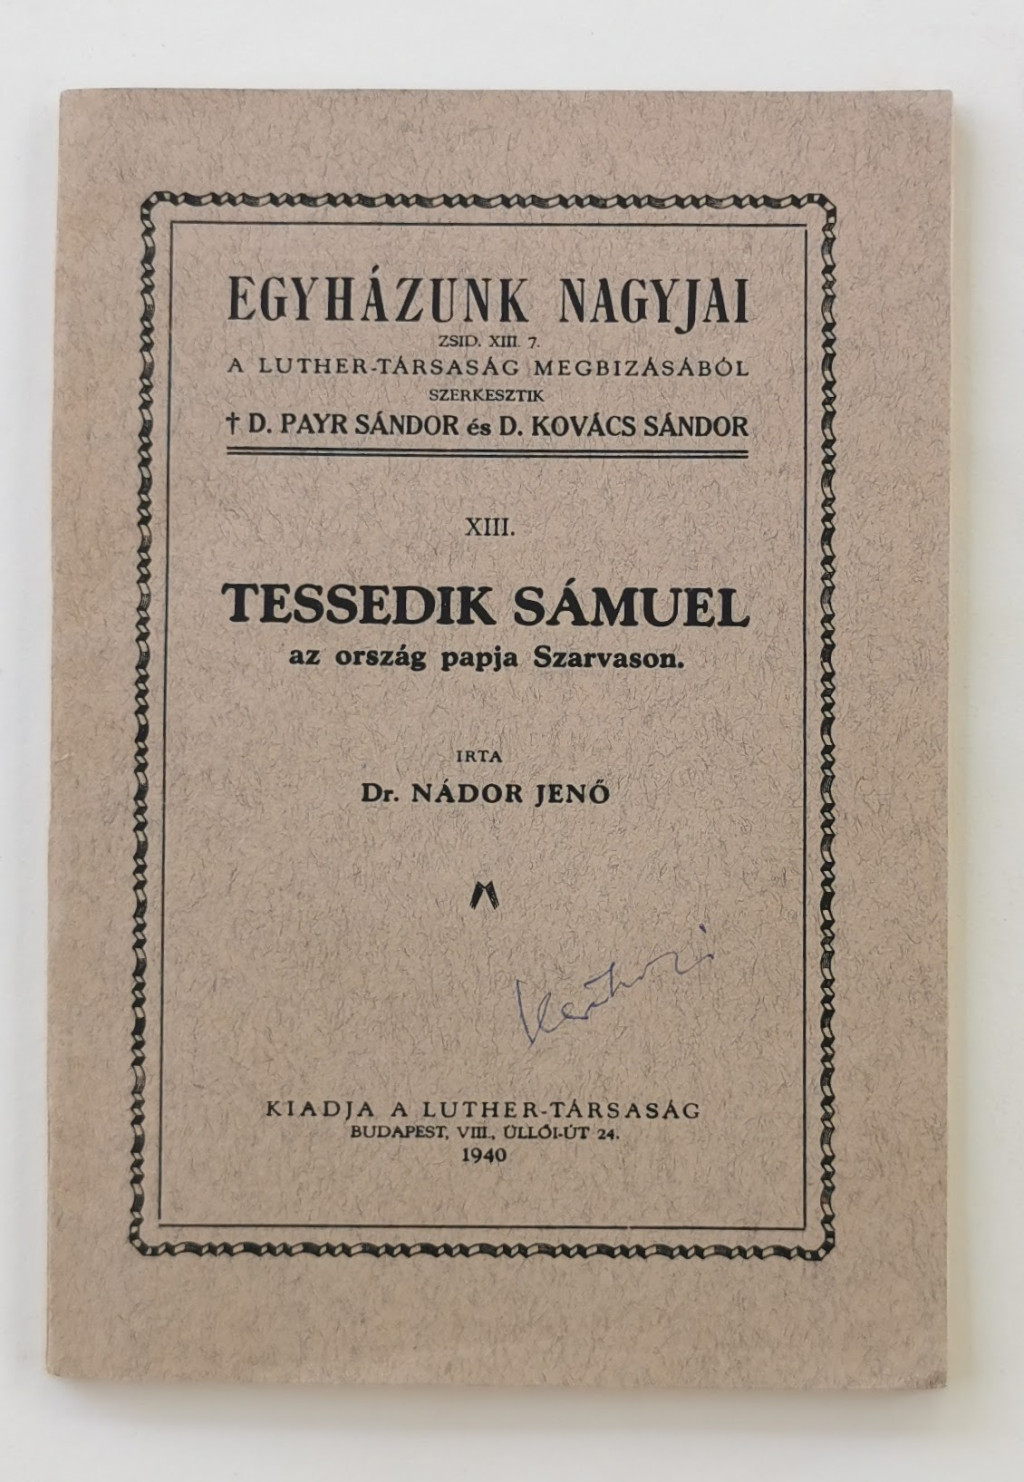 EGYHÁZUNK NAGYJAI
ZSID. XIII. 7.
A LUTHER-TÁRSASÁG MEGBIZÁSÁBÓL
SZERKESZTIK
† D. PAYR SÁNDOR és D. KOVÁCS SÁNDOR
XIII.
TESSEDIK SÁMUEL
az ország papja Szarvason.
IRTA
Dr. NÁDOR JENŐ
KIADJA A LUTHER-TÁRSASÁG
BUDAPEST, VIII., ÜLLŐI-ÚT 24.
1940